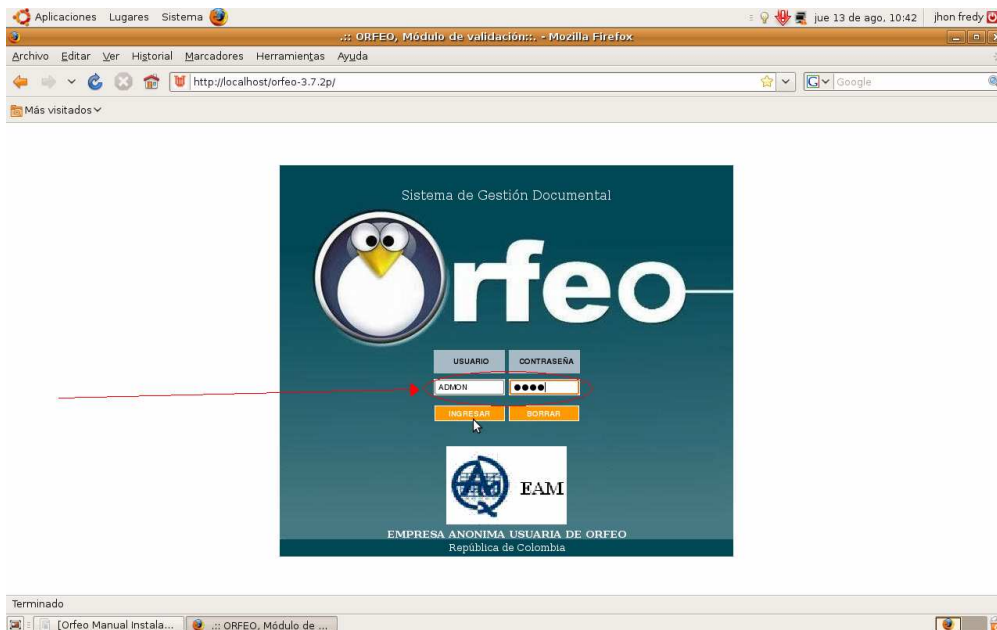 Aplicaciones Lugares Sistema jue 13 de ago, 10:42 jhon fredy
.:: ORFEO, Módulo de validación::. - Mozilla Firefox
Archivo Editar Ver Historial Marcadores Herramientas Ayuda
http://localhost/orfeo-3.7.2p/ G Google
Más visitados
Sistema de Gestión Documental
Orfeo
USUARIO CONTRASEÑA
ADMON ●●●●
INGRESAR BORRAR
EAM
EMPRESA ANONIMA USUARIA DE ORFEO
República de Colombia
Terminado
[Orfeo Manual Instala... .:: ORFEO, Módulo de ...